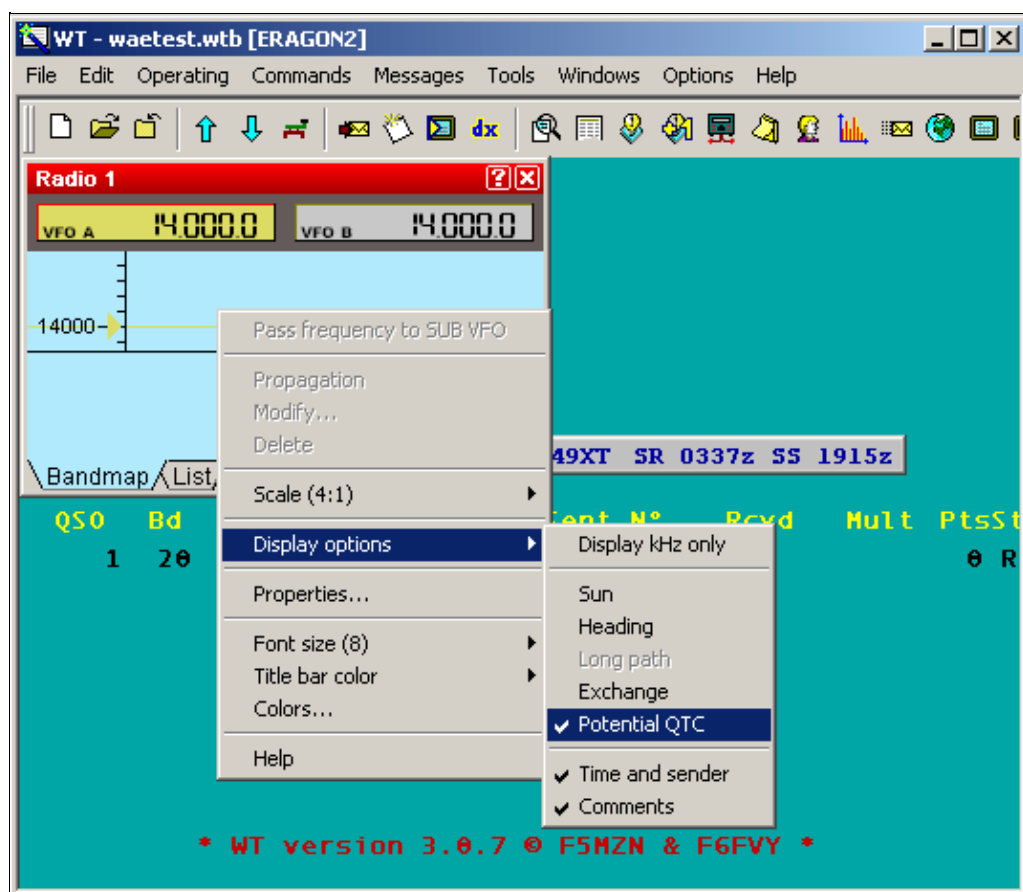 WT - waetest.wtb [ERAGON2]
File Edit Operating Commands Messages Tools Windows Options Help
dx
Radio 1
VFO A 14.000.0 VFO B 14.000.0
14000
Pass frequency to SUB VFO
Propagation
Modify...
Delete
Scale (4:1)
Display options
Properties...
Font size (8)
Title bar color
Colors...
Help
Bandmap List
49XT SR 0337z SS 1915z
QSO Bd Sent N° Rcvd Mult PtsSt
1 20 0 R
Display kHz only
Sun
Heading
Long path
Exchange
Potential QTC
Time and sender
Comments
* WT version 3.0.7 © F5MZN & F6FVY *